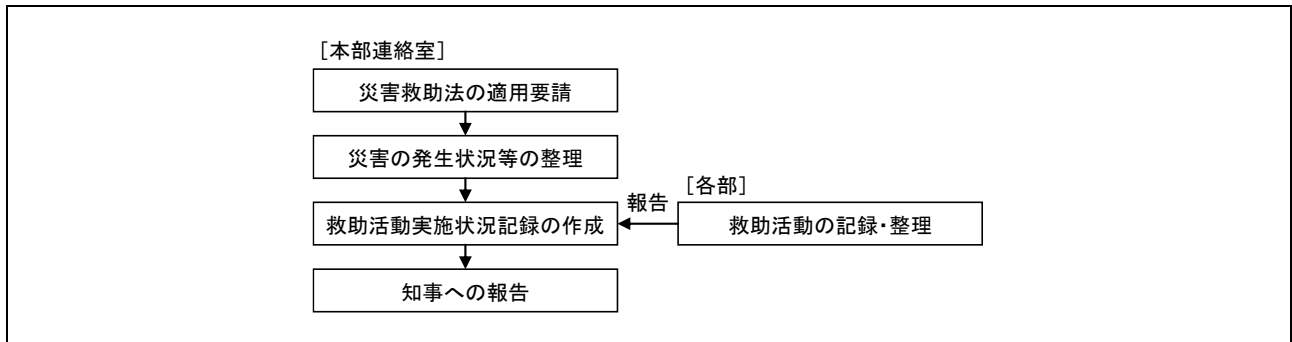 [本部連絡室]
災害救助法の適用要請
災害の発生状況等の整理
[各部]
報告
救助活動実施状況記録の作成
救助活動の記録・整理
知事への報告